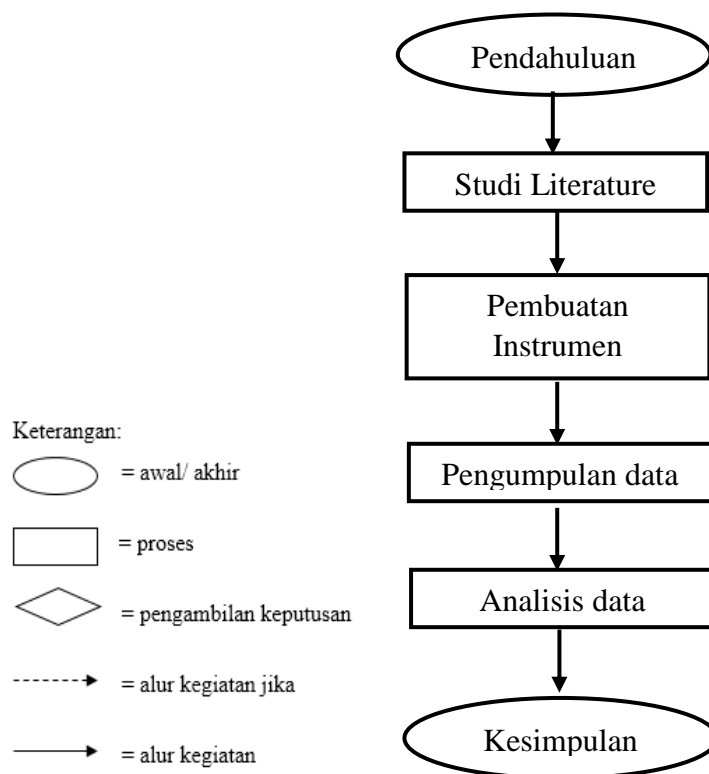 Pendahuluan
Studi Literature
Pembuatan
Instrumen
Pengumpulan data
Analisis data
Kesimpulan
Keterangan:
= awal/ akhir
= proses
= pengambilan keputusan
= alur kegiatan jika
= alur kegiatan